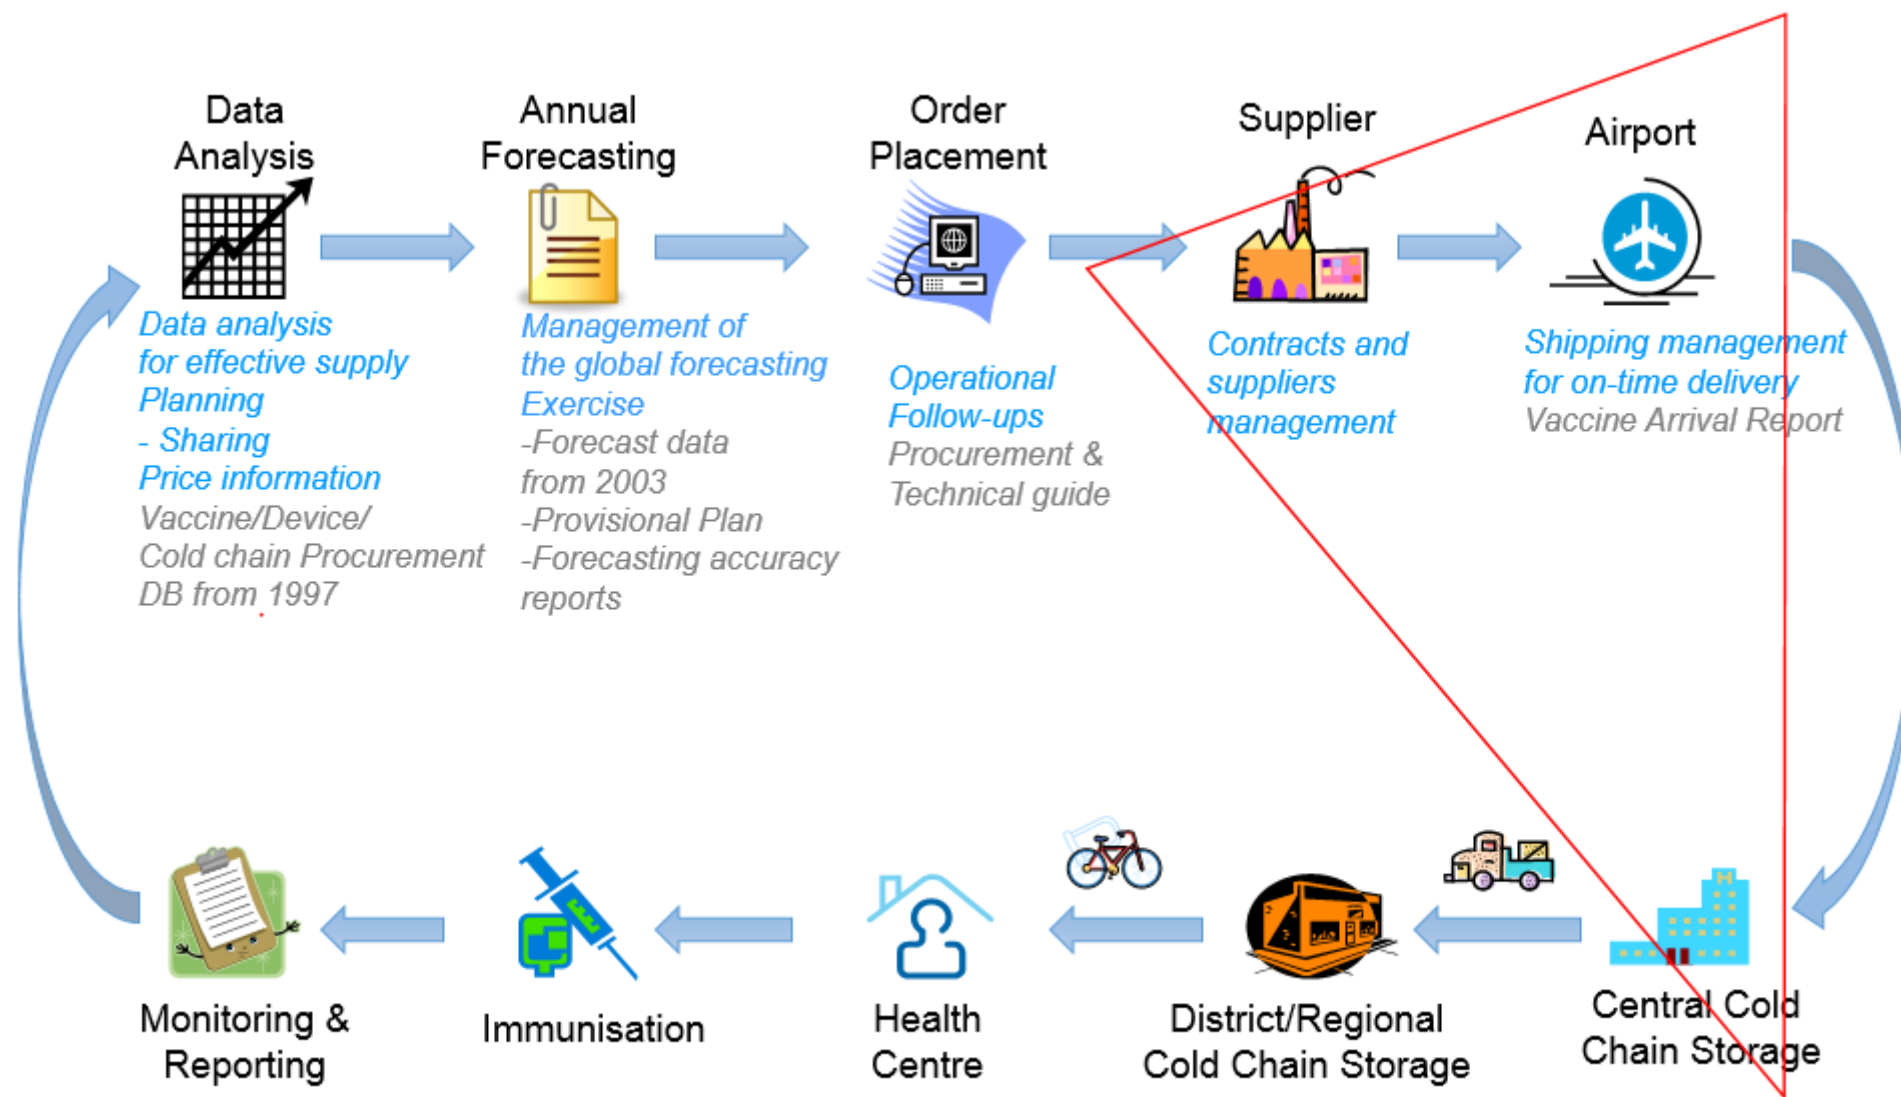 Data
Analysis
Annual
Forecasting
Order
Placement
Supplier
Airport
Data analysis
for effective supply
Planning
- Sharing
Price information
Vaccine/Device/
Cold chain Procurement
DB from 1997
Management of
the global forecasting
Exercise
-Forecast data
from 2003
-Provisional Plan
-Forecasting accuracy
reports
Operational
Follow-ups
Procurement &
Technical guide
Contracts and
suppliers
management
Shipping management
for on-time delivery
Vaccine Arrival Report
H
Monitoring &
Reporting
Immunisation
Health
Centre
District/Regional
Cold Chain Storage
Central Cold
Chain Storage